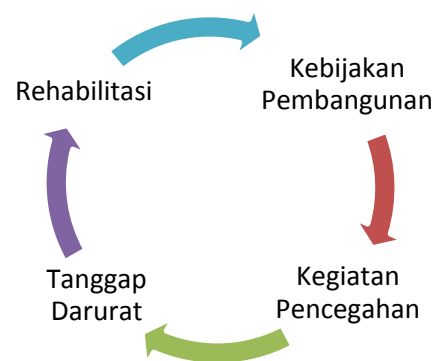 Rehabilitasi
Kebijakan
Pembangunan
Tanggap
Darurat
Kegiatan
Pencegahan